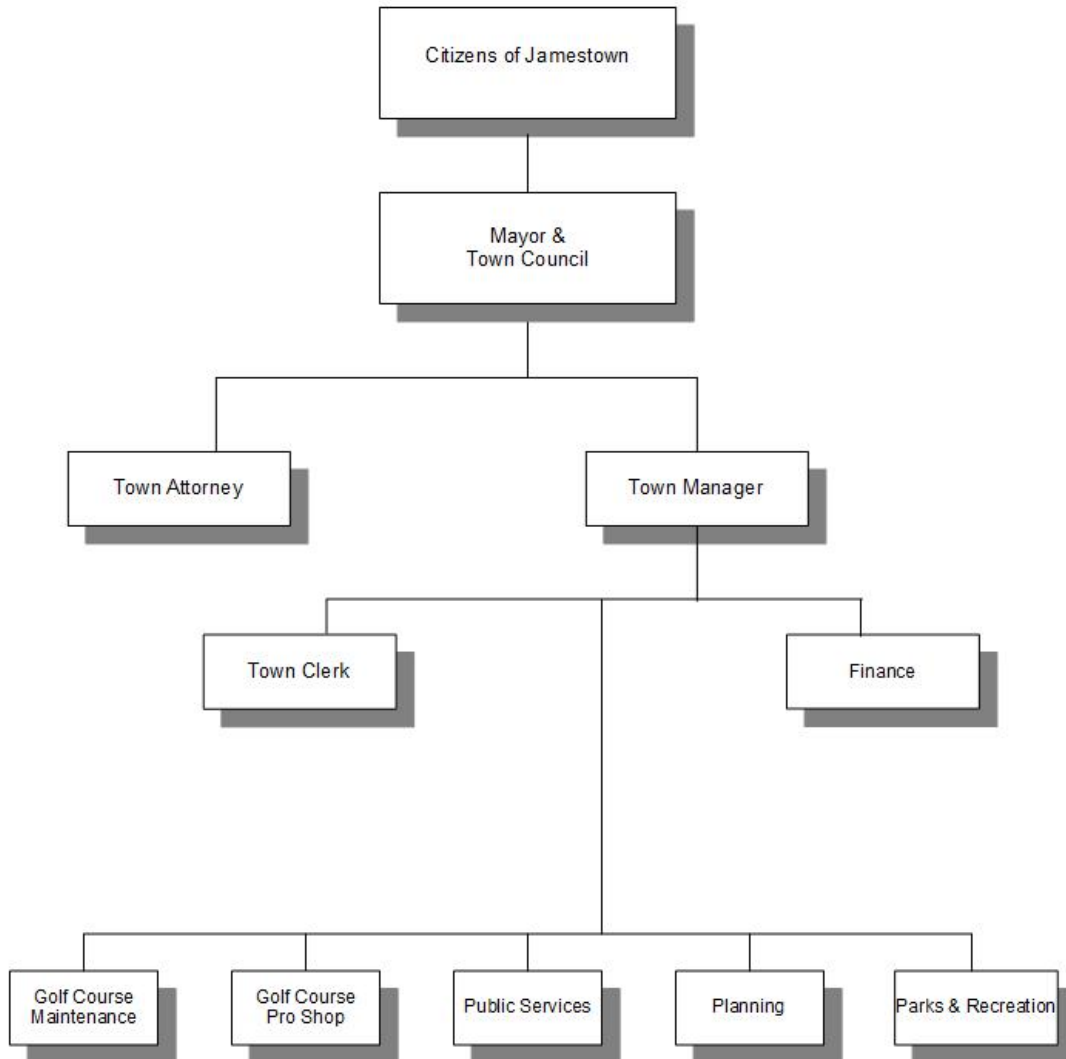 Citizens of Jamestown
Mayor &
Town Council
Town Attorney
Town Manager
Town Clerk
Finance
Golf Course
Maintenance
Golf Course
Pro Shop
Public Services
Planning
Parks & Recreation